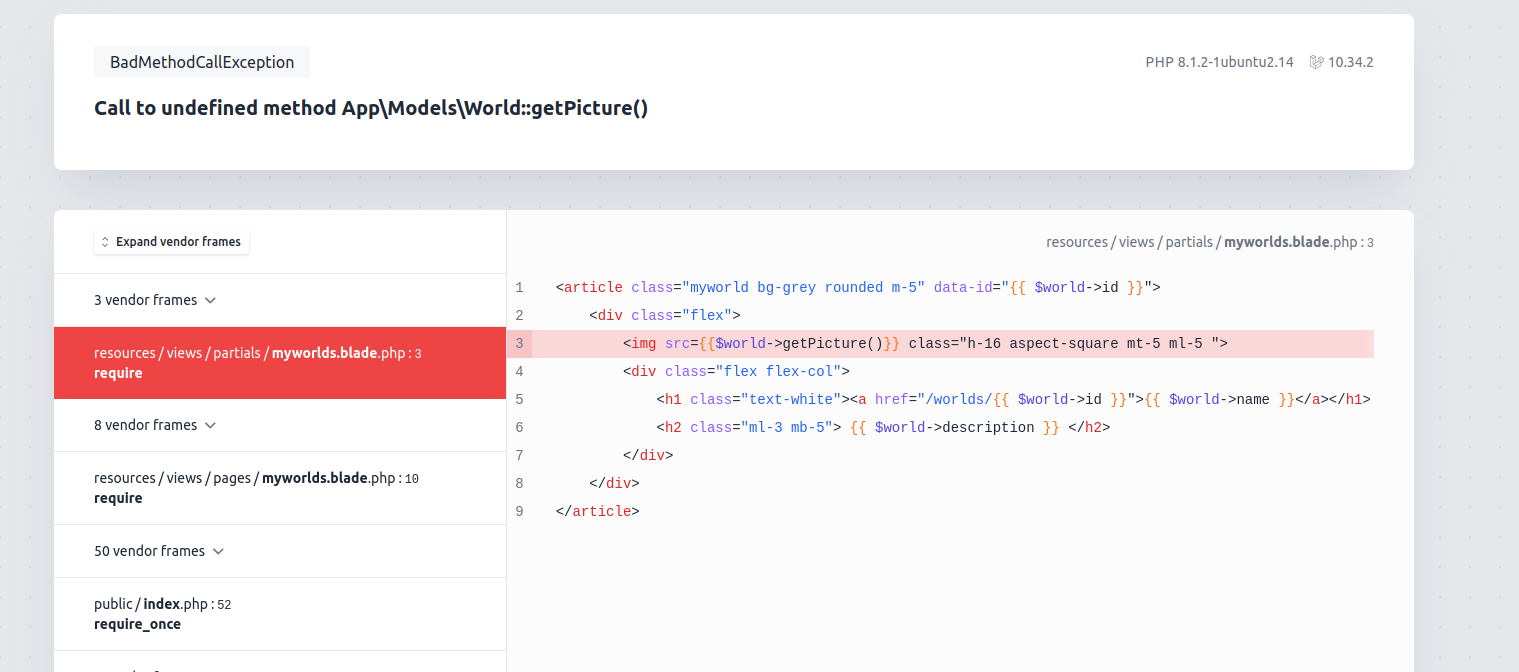 BadMethodCallException
PHP 8.1.2-1ubuntu2.14 10.34.2
Call to undefined method App\Models\World::getPicture()
Expand vendor frames
resources / views / partials / myworlds.blade.php : 3
3 vendor frames
resources / views / partials / myworlds.blade.php : 3
require
8 vendor frames
resources / views / pages / myworlds.blade.php : 10
require
50 vendor frames
public / index.php : 52
require_once
1 <article class="myworld bg-grey rounded m-5" data-id="{{ $world->id }}">
2 <div class="flex">
3 <img src={{$world->getPicture()}} class="h-16 aspect-square mt-5 ml-5 ">
4 <div class="flex flex-col">
5 <h1 class="text-white"><a href="/worlds/{{ $world->id }}">{{ $world->name }}</a></h1>
6 <h2 class="ml-3 mb-5"> {{ $world->description }} </h2>
7 </div>
8 </div>
9 </article>